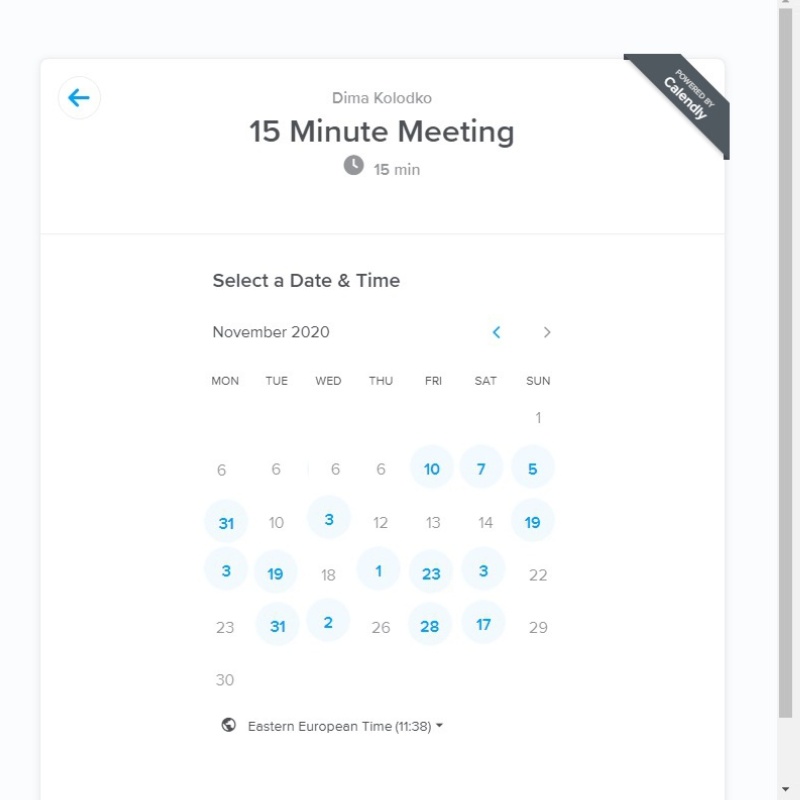 POWERED BY
Calendly
Dima Kolodko
15 Minute Meeting
15 min
Select a Date & Time
November 2020
MON TUE WED THU FRI SAT SUN
1
6 6 6 6 10 7 5
31 10 3 12 13 14 19
3 19 18 1 23 3 22
23 31 2 26 28 17 29
30
Eastern European Time (11:38)